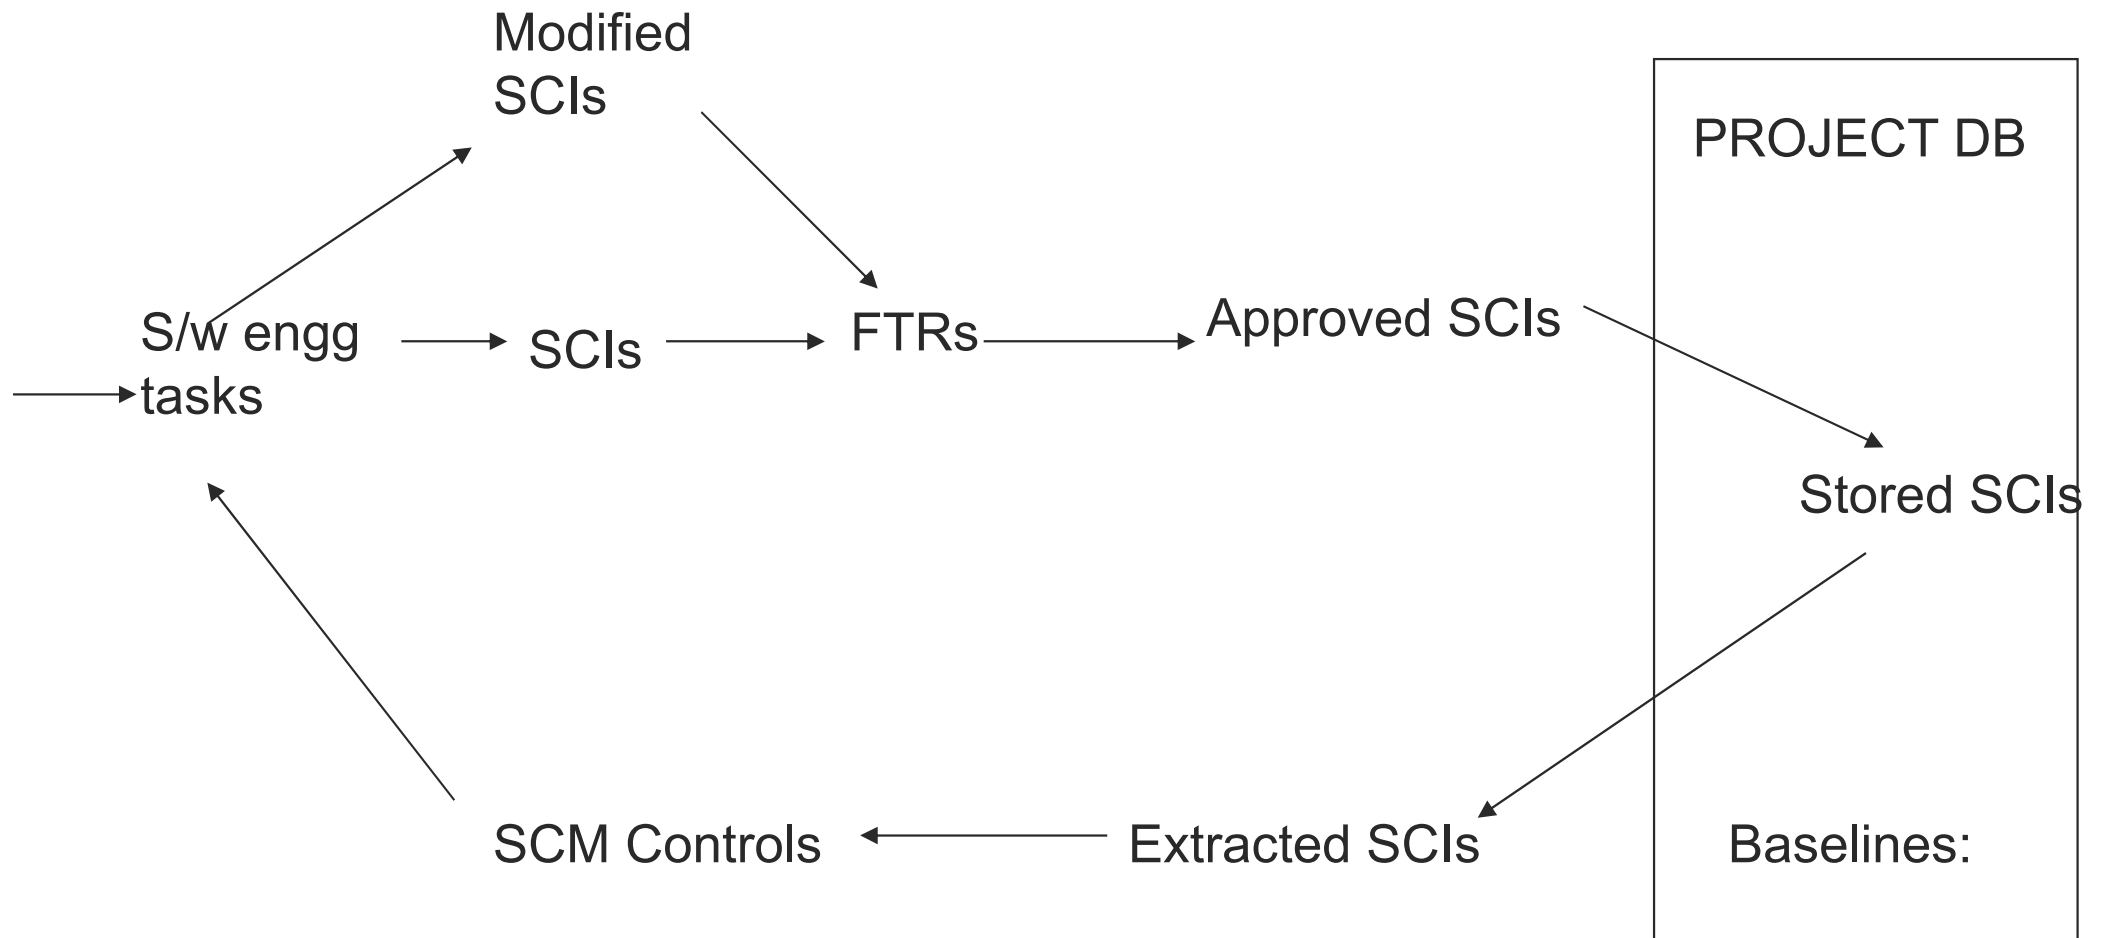 Modified
SCIs
PROJECT DB
S/w engg
tasks
SCIs
FTRs
Approved SCIs
Stored SCIs
SCM Controls
Extracted SCIs
Baselines: